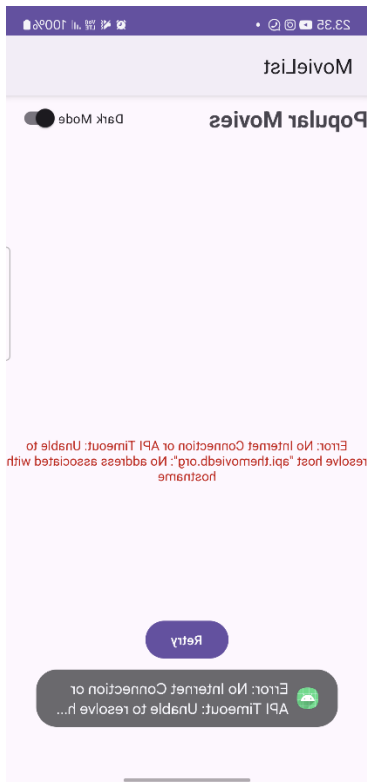 23.35 100%
MovieList
Popular Movies Dark Mode
Error: No Internet Connection or API Timeout: Unable to
resolve host "api.themoviedb.org": No address associated with
hostname
Retry
Error: No Internet Connection or
API Timeout: Unable to resolve h...